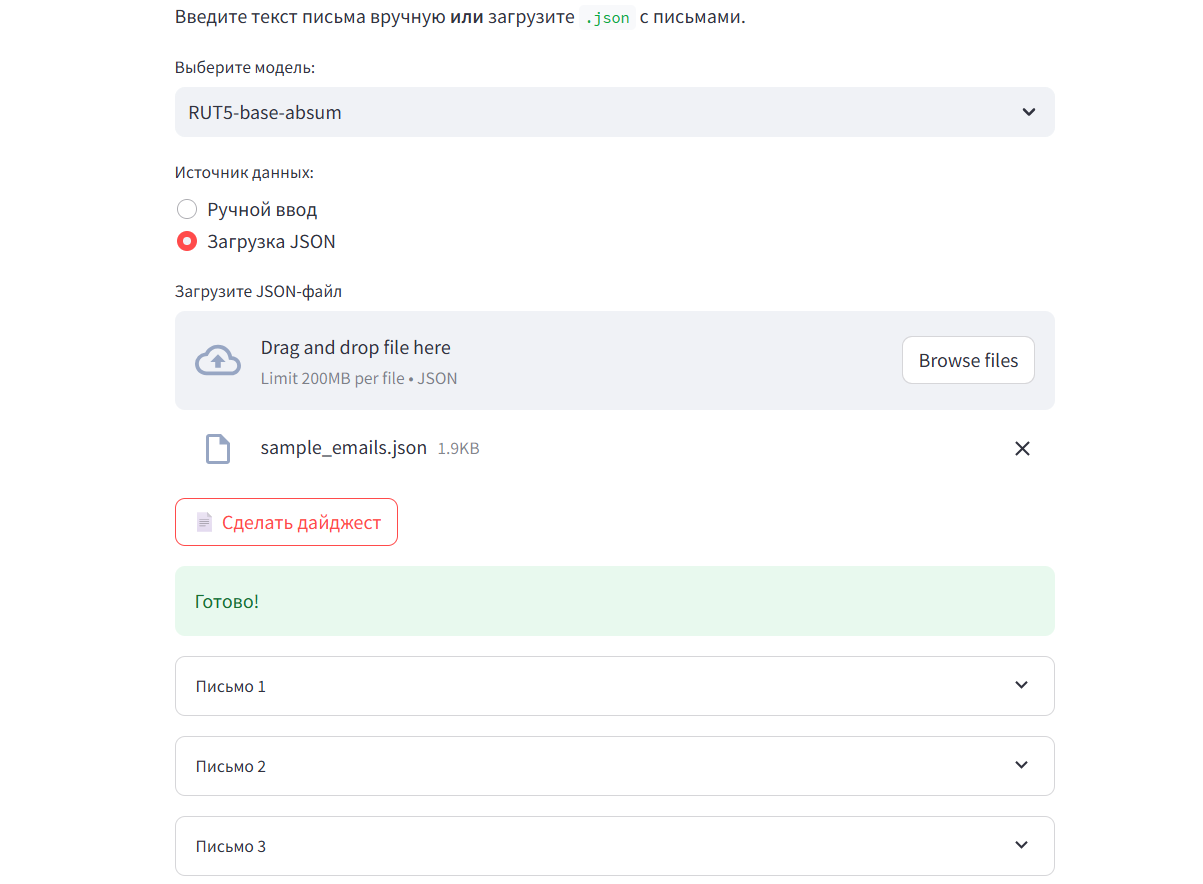 Введите текст письма вручную или загрузите .json с письмами.
Выберите модель:
RUT5-base-absum
Источник данных:
Ручной ввод
Загрузка JSON
Загрузите JSON-файл
Drag and drop file here
Limit 200MB per file • JSON
Browse files
sample_emails.json 1.9KB
Сделать дайджест
Готово!
Письмо 1
Письмо 2
Письмо 3